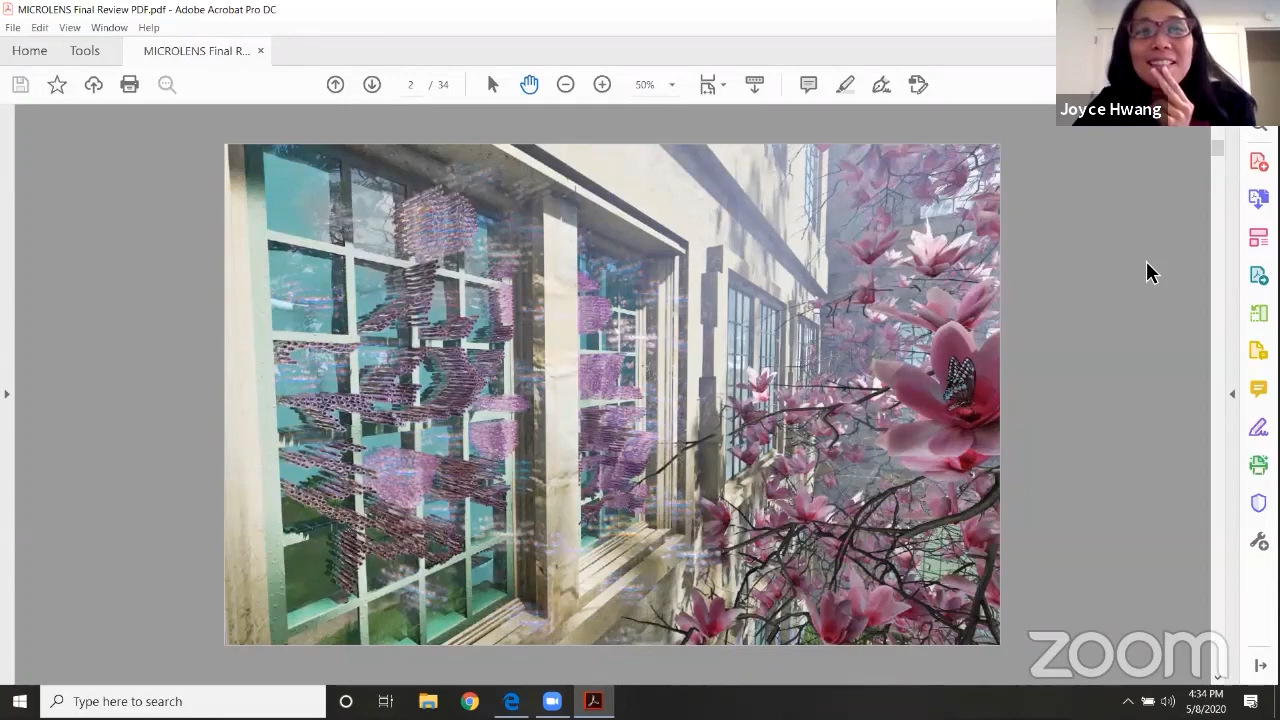 MICROLENS Final Review PDF.pdf - Adobe Acrobat Pro DC
File Edit View Window Help
Home Tools MICROLENS Final R... ×
2 / 34 50%
Joyce Hwang
zoom
Type here to search
4:34 PM
5/8/2020